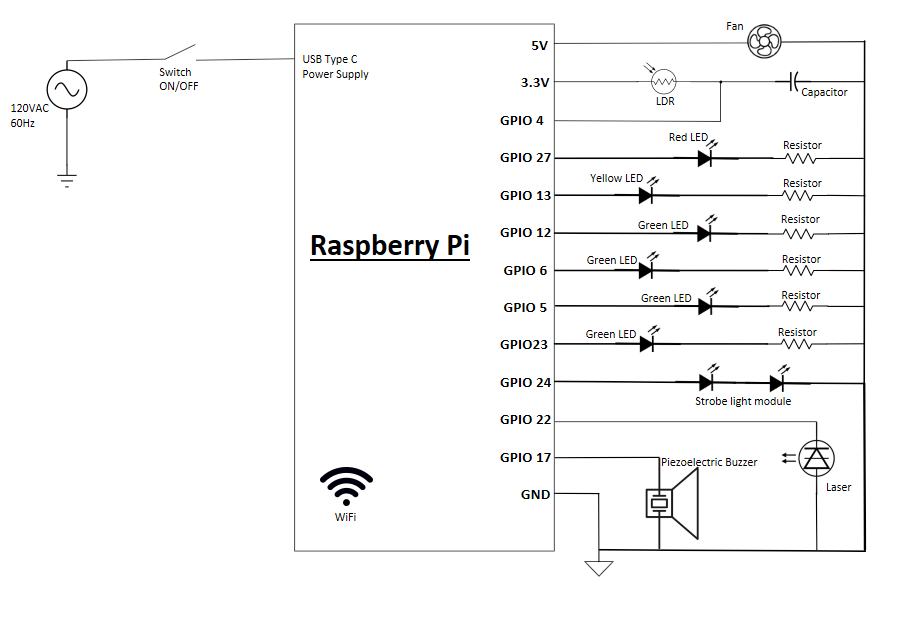 Fan
5V
USB Type C
Power Supply
Switch
ON/OFF
3.3V
LDR
Capacitor
120VAC
60Hz
GPIO 4
Red LED
Resistor
GPIO 27
Yellow LED
Resistor
GPIO 13
Green LED
Resistor
GPIO 12
Raspberry Pi
Green LED
Resistor
GPIO 6
Green LED
Resistor
GPIO 5
Green LED
Resistor
GPIO23
GPIO 24
Strobe light module
GPIO 22
GPIO 17
Piezoelectric Buzzer
Laser
GND
WiFi